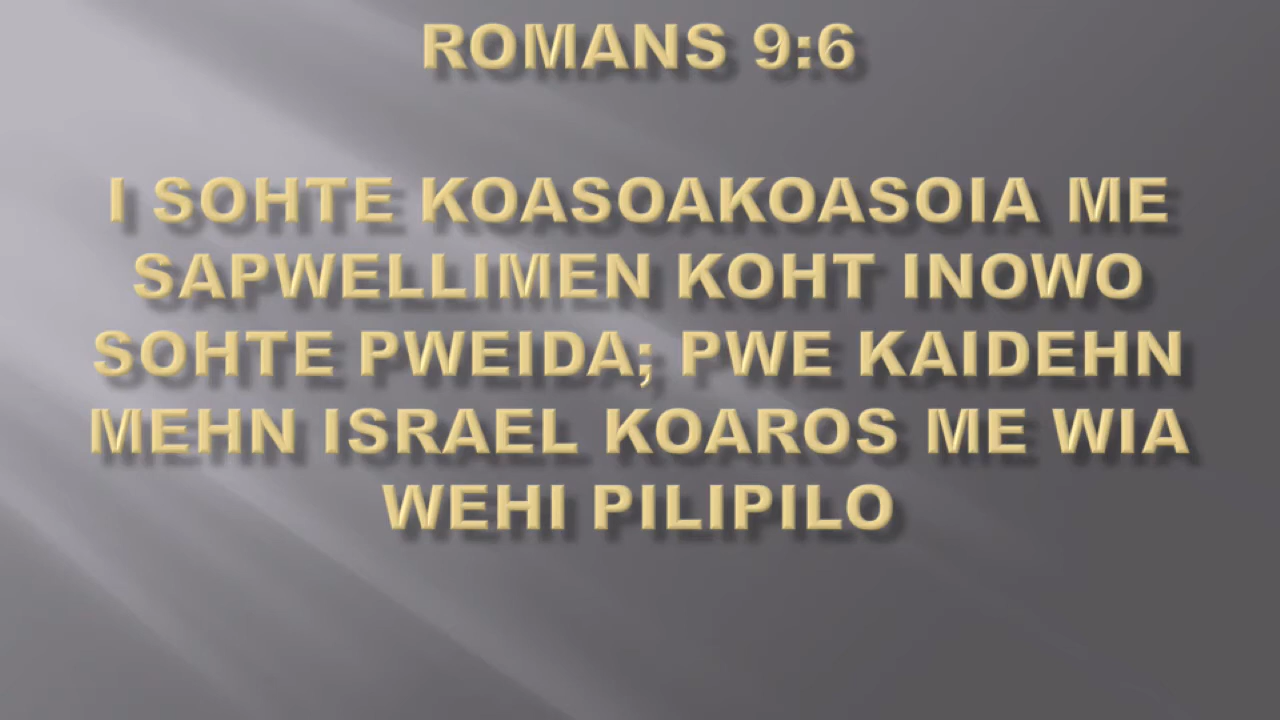 ROMANS 9:6
I SOHTE KOASOAKOASOIA ME
SAPWELLIMEN KOHT INOWO
SOHTE PWEIDA; PWE KAIDEHN
MEHN ISRAEL KOAROS ME WIA
WEHI PILIPILO